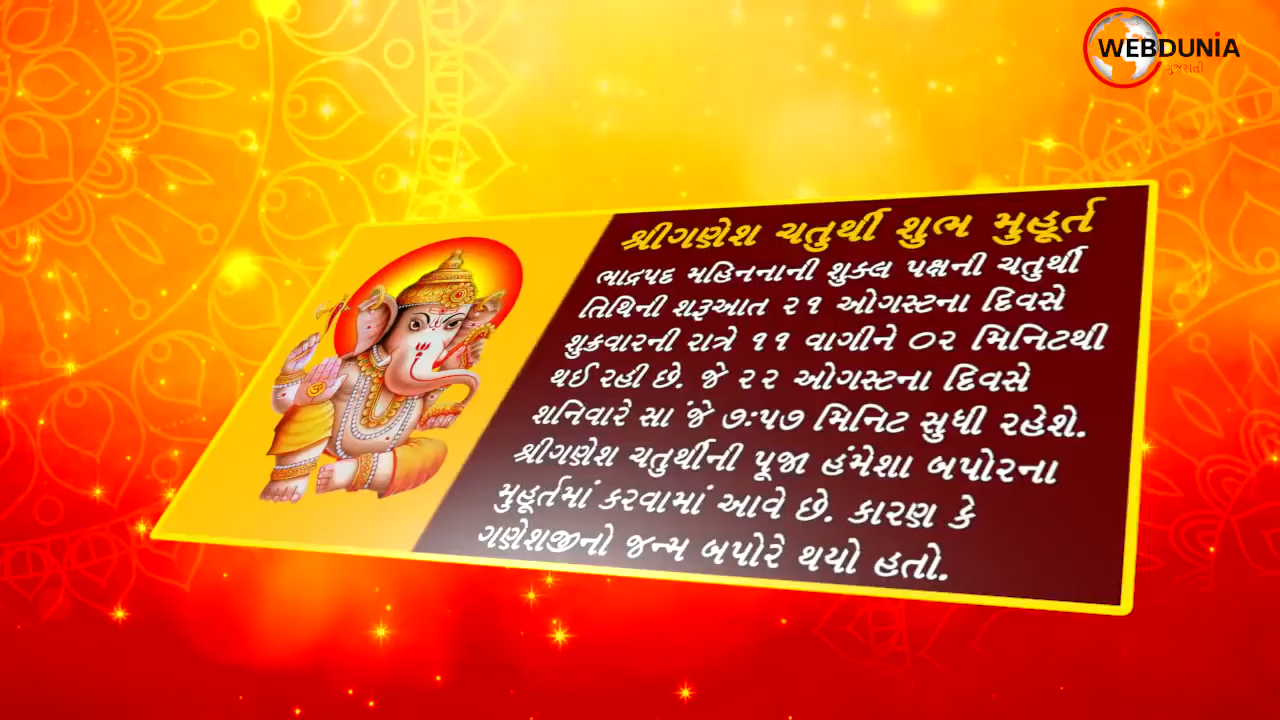 WEBDUNIA
ગુજરાતી
શ્રીગણેશ ચતુર્થી શુભ મુહૂર્ત
ભાદ્રપદ મહિનનાની શુક્લ પક્ષની ચતુર્થી
તિથિની શરૂઆત ૨૧ ઓગસ્ટના દિવસે
શુક્રવારની રાત્રે ૧૧ વાગીને ૦૨ મિનિટથી
થઈ રહી છે. જે ૨૨ ઓગસ્ટના દિવસે
શનિવારે સાંજે ૭:૫૭ મિનિટ સુધી રહેશે.
શ્રીગણેશ ચતુર્થીની પૂજા હંમેશા બપોરના
મુહૂર્તમાં કરવામાં આવે છે. કારણ કે
ગણેશજીનો જન્મ બપોરે થયો હતો.